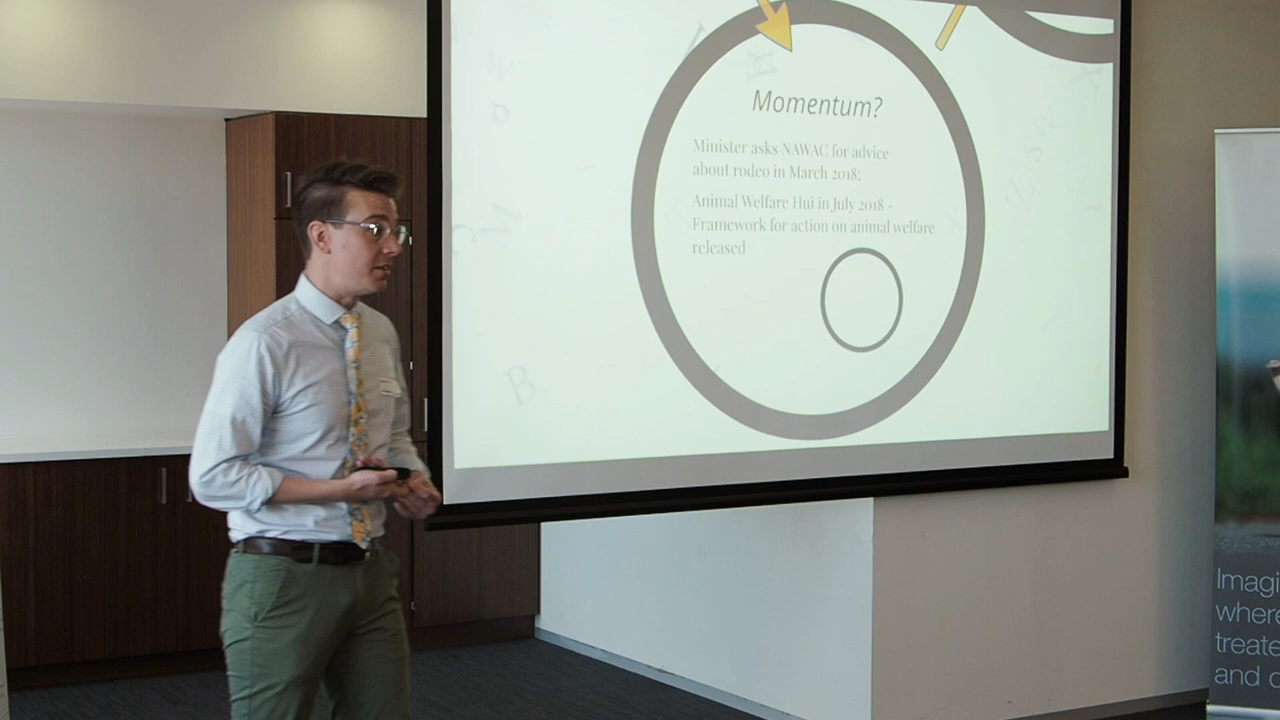 Momentum?
Minister asks NAWAC for advice
about rodeo in March 2018;
Animal Welfare Hui in July 2018 -
Framework for action on animal welfare
released
B
Imagi
where
treate
and c